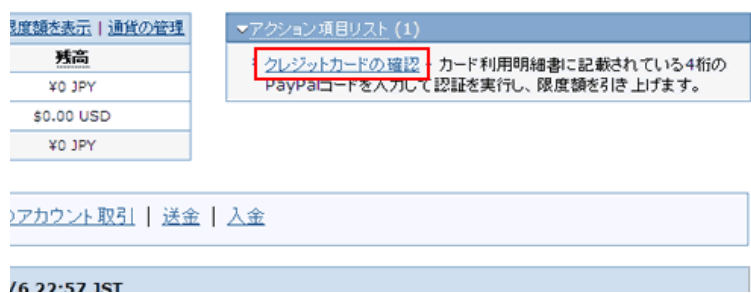 限度額を表示 | 通貨の管理
残高
¥0 JPY
$0.00 USD
¥0 JPY
▼アクション項目リスト (1)
クレジットカードの確認 - カード利用明細書に記載されている4桁の
PayPalコードを入力して認証を実行し、限度額を引き上げます。
のアカウント取引 | 送金 | 入金
/6 22:57 JST